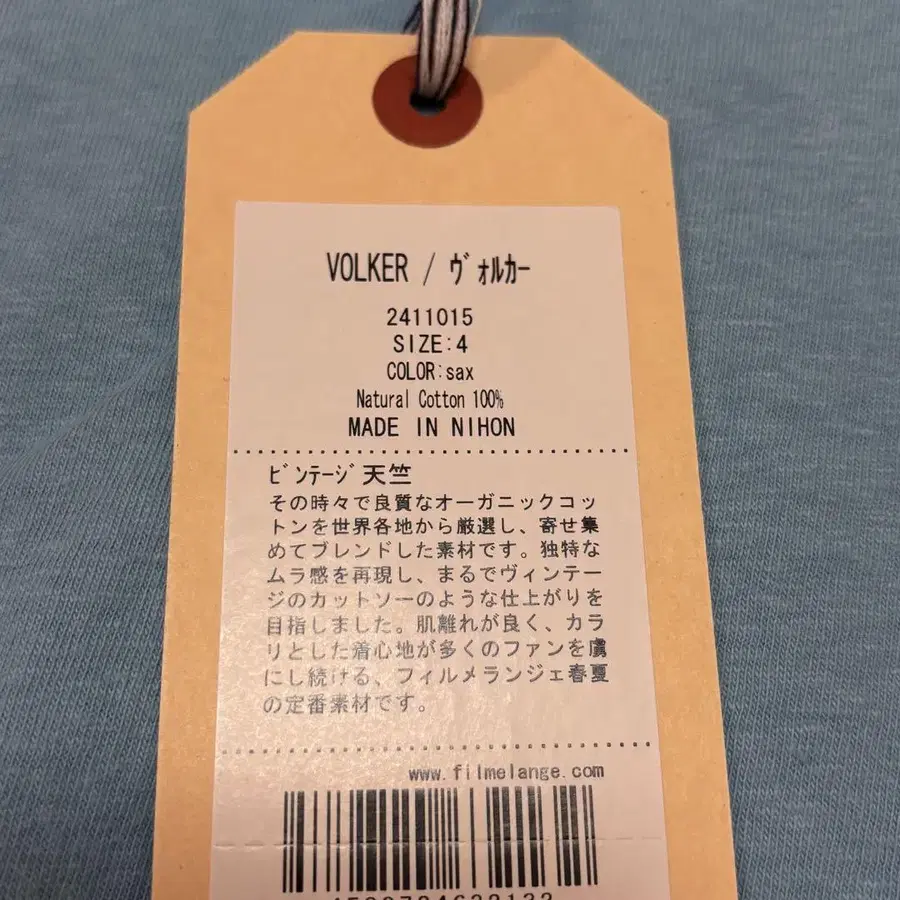 VOLKER / ヴォルカー
2411015
SIZE:4
COLOR:sax
Natural Cotton 100%
MADE IN NIHON
ビンテージ天竺
その時々で良質なオーガニックコッ
トンを世界各地から厳選し、寄せ集
めてブレンドした素材です。独特な
ムラ感を再現し、まるでヴィンテー
ジのカットソーのような仕上がりを
目指しました。肌離れが良く、カラ
リとした着心地が多くのファンを虜
にし続ける、フィルメランジェ春夏
の定番素材です。
www.filmelange.com